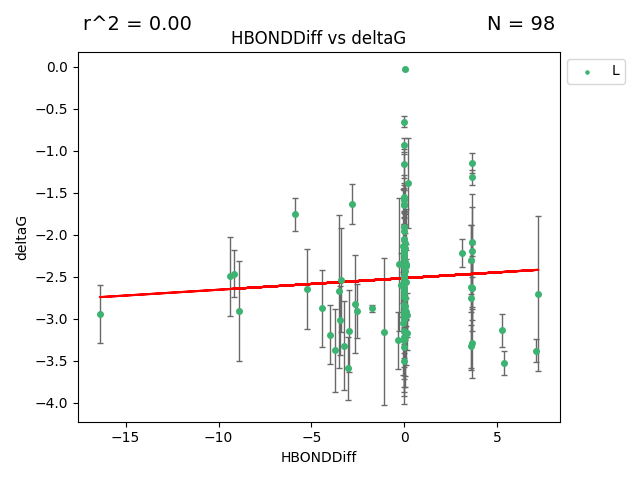 r^2 = 0.00
N = 98
HBONDDiff vs deltaG
L
0.0
−0.5
−1.0
−1.5
−2.0
−2.5
−3.0
−3.5
−4.0
deltaG
−15
−10
−5
0
5
HBONDDiff